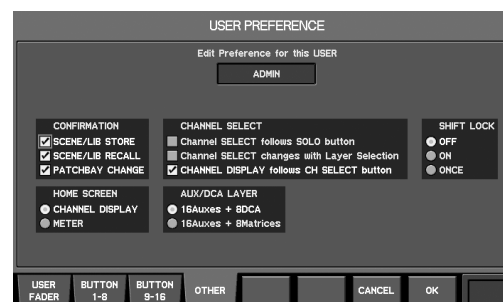 USER PREFERENCE
Edit Preference for this USER
ADMIN
CONFIRMATION
SCENE/LIB STORE
SCENE/LIB RECALL
PATCHBAY CHANGE
CHANNEL SELECT
Channel SELECT follows SOLO button
Channel SELECT changes with Layer Selection
CHANNEL DISPLAY follows CH SELECT button
SHIFT LOCK
OFF
ON
ONCE
HOME SCREEN
CHANNEL DISPLAY
METER
AUX/DCA LAYER
16Auxes + 8DCA
16Auxes + 8Matrices
USER FADER
BUTTON 1-8
BUTTON 9-16
OTHER
CANCEL
OK